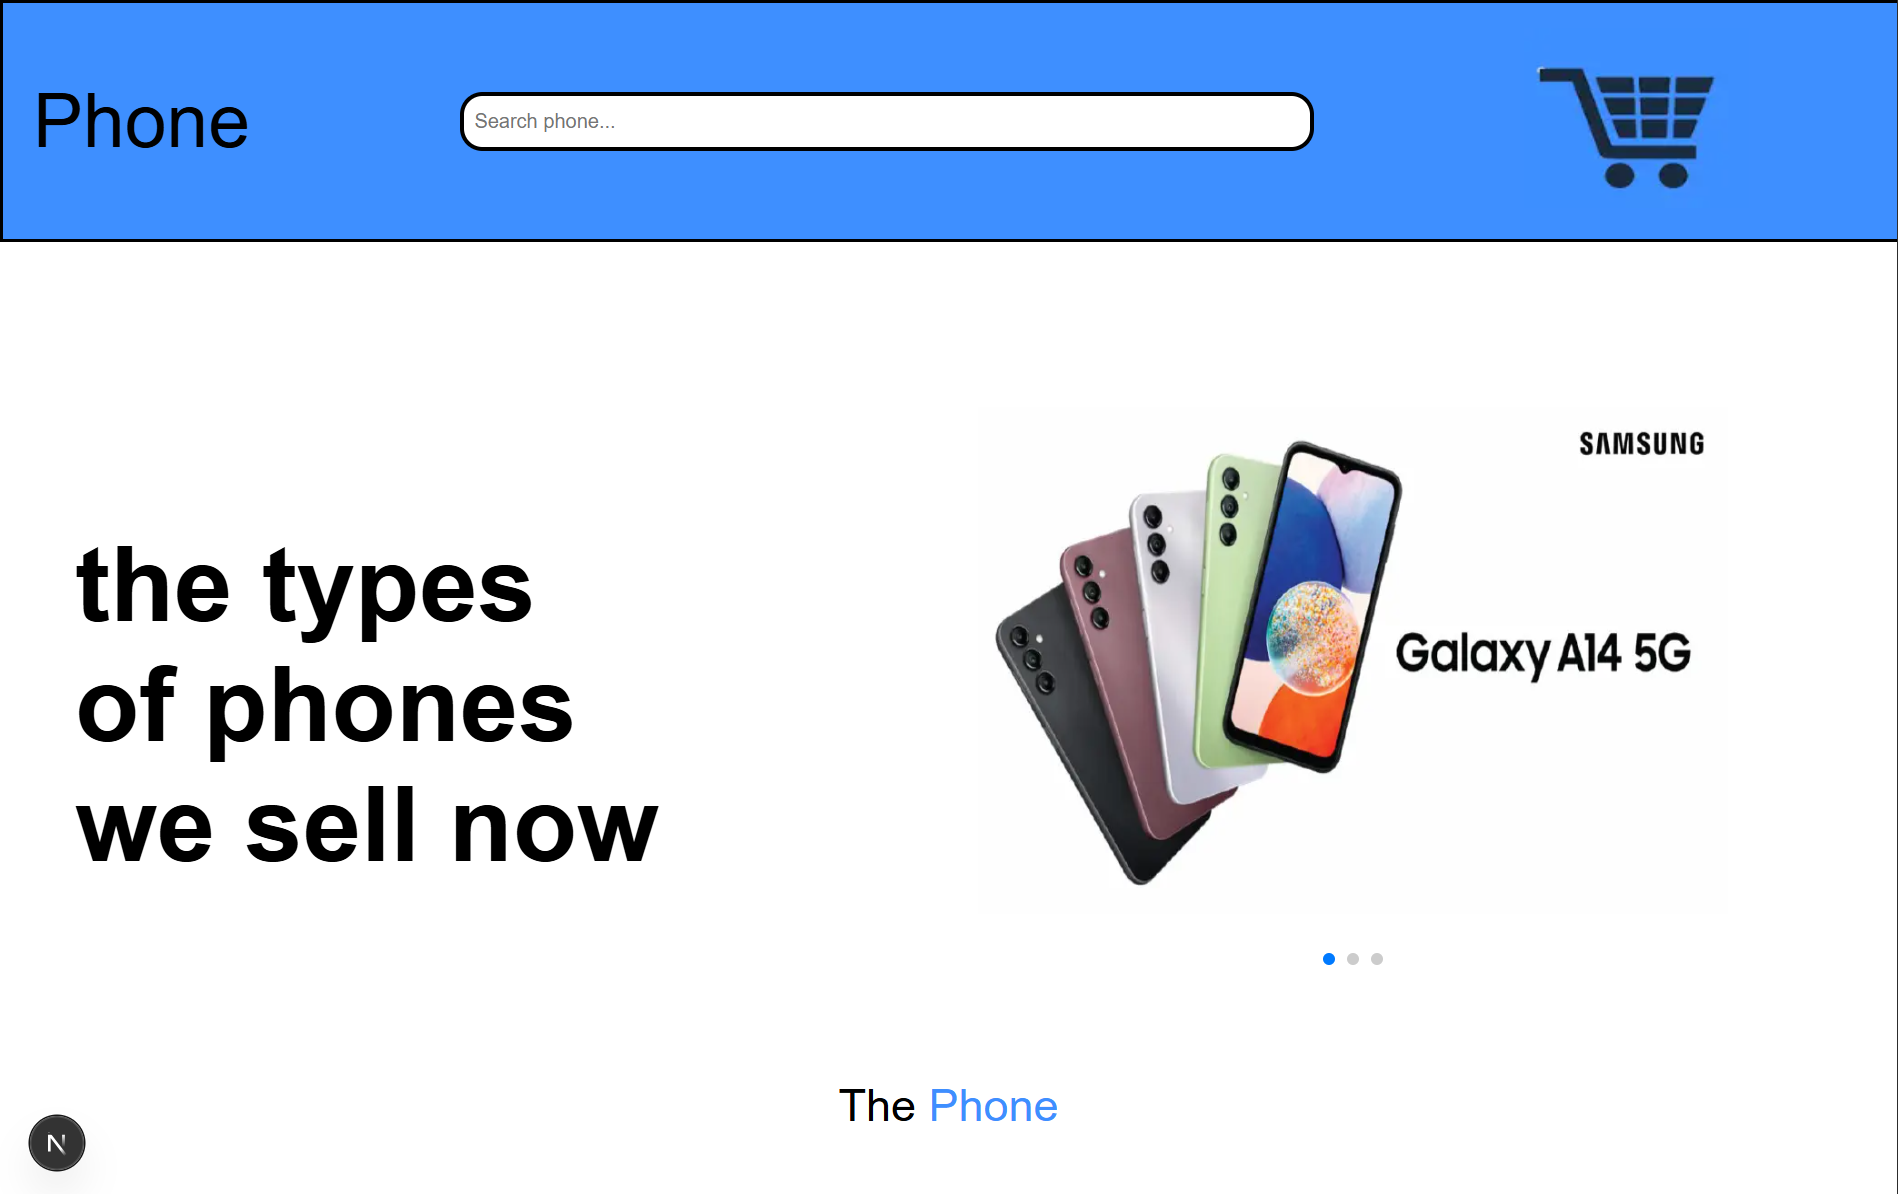 Phone
Search phone...
SAMSUNG
the types
of phones
we sell now
Galaxy A14 5G
The Phone
N